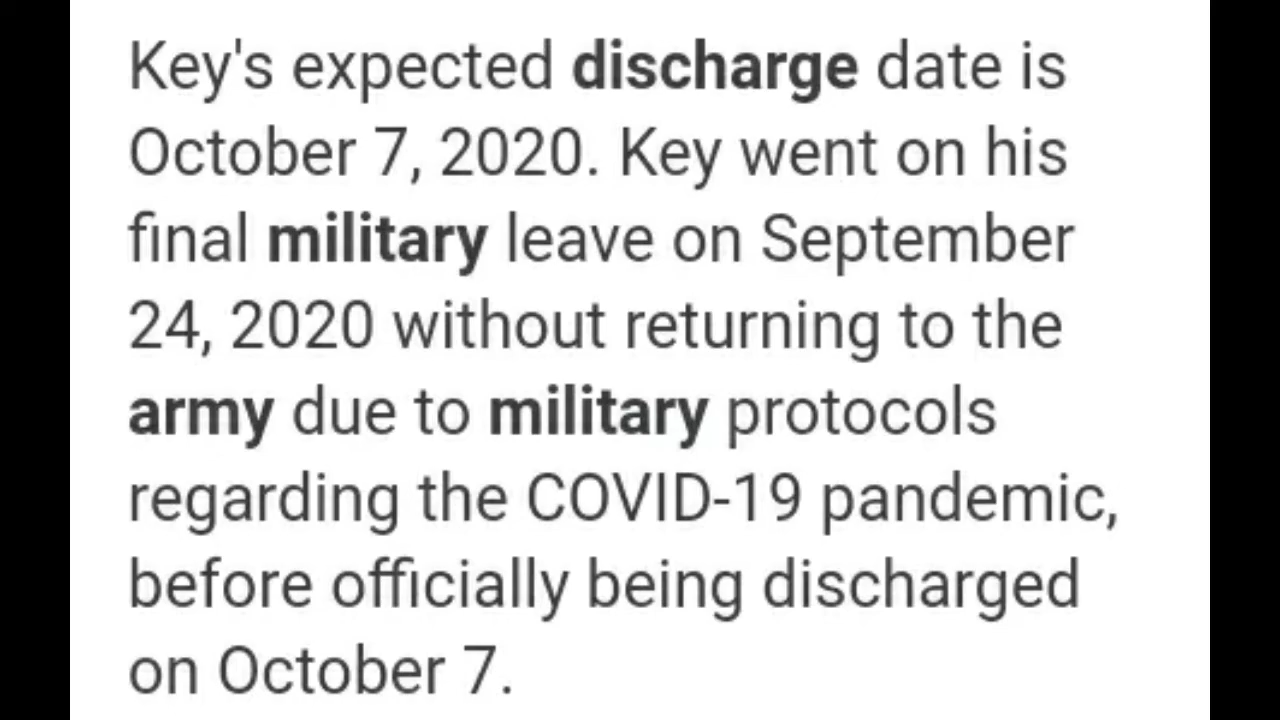 Key's expected discharge date is
October 7, 2020. Key went on his
final military leave on September
24, 2020 without returning to the
army due to military protocols
regarding the COVID-19 pandemic,
before officially being discharged
on October 7.